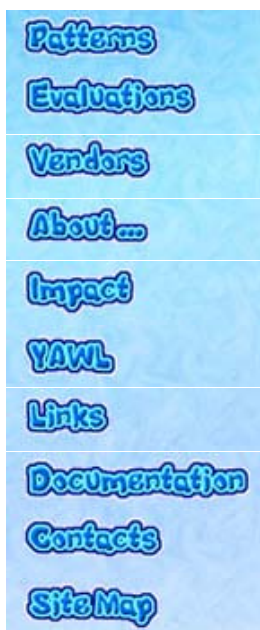 Patterns
Evaluations
Vendors
About...
Impact
YAWL
Links
Documentation
Contacts
Site Map